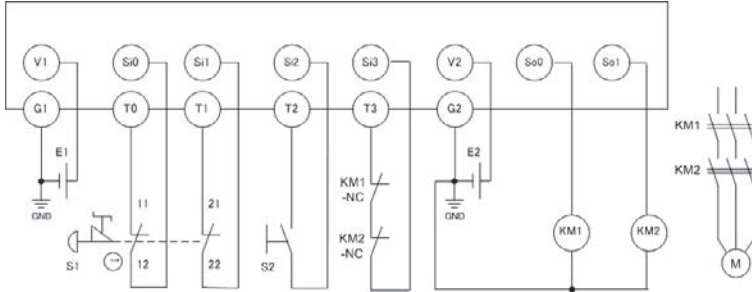 V1 Si0 Si1 Si2 Si3 V2 So0 So1
G1 T0 T1 T2 T3 G2
KM1
E1 E2
KM2
KM1
-NC
GND GND
11 21
KM1 KM2
KM2
-NC
S1 12 22 S2
M